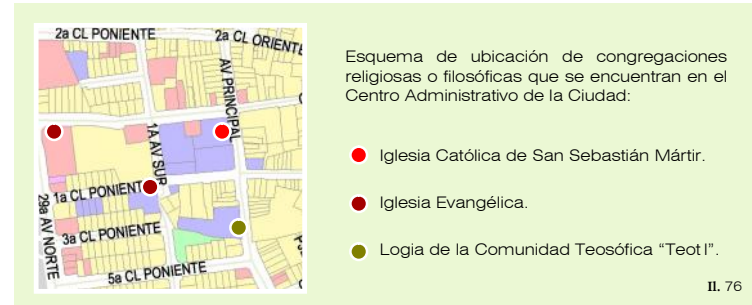 2a CL PONIENTE
2a CL ORIENTE
AV PRINCIPAL
1A AV SUR
1a CL PONIENTE
29a AV NORTE
3a CL PONIENTE
5a CL PONIENTE
Esquema de ubicación de congregaciones
religiosas o filosóficas que se encuentran en el
Centro Administrativo de la Ciudad:
Iglesia Católica de San Sebastián Mártir.
Iglesia Evangélica.
Logia de la Comunidad Teosófica “Teot l”.
Il. 76